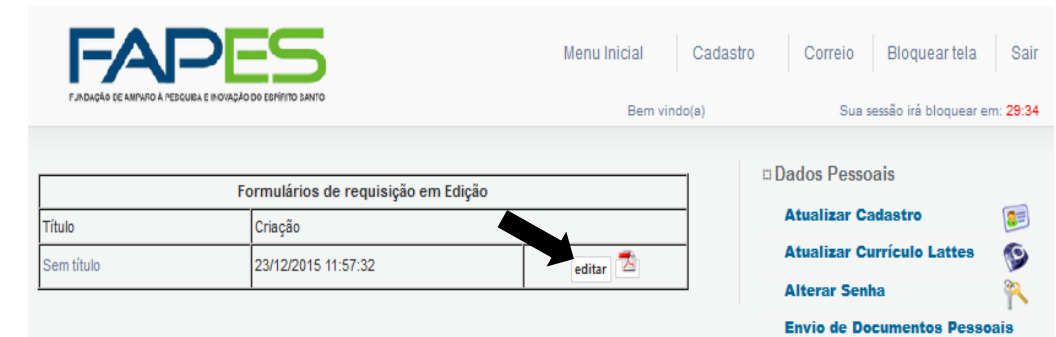 FAPES
FUNDAÇÃO DE AMPARO À PESQUISA E INOVAÇÃO DO ESPÍRITO SANTO
Menu Inicial Cadastro Correio Bloquear tela Sair
Bem vindo(a) Sua sessão irá bloquear em: 29:34
Formulários de requisição em Edição
Título Criação
Sem título 23/12/2015 11:57:32 editar
Dados Pessoais
Atualizar Cadastro
Atualizar Currículo Lattes
Alterar Senha
Envio de Documentos Pessoais